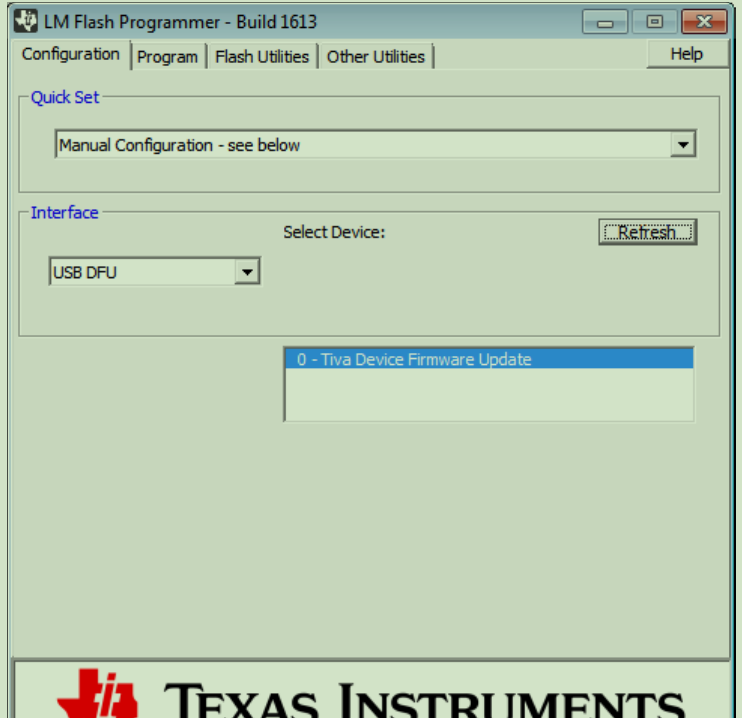 LM Flash Programmer - Build 1613
Configuration Program Flash Utilities Other Utilities Help
Quick Set
Manual Configuration - see below
Interface
Select Device: Refresh
USB DFU
0 - Tiva Device Firmware Update
TEXAS INSTRUMENTS